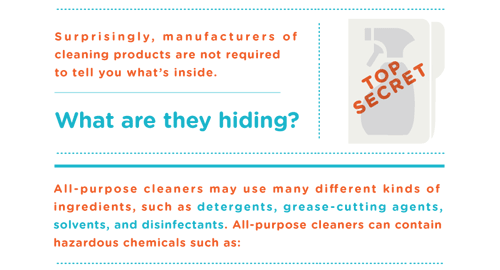 Surprisingly, manufacturers of
cleaning products are not required
to tell you what's inside.
What are they hiding?
TOP
SECRET
All-purpose cleaners may use many different kinds of
ingredients, such as detergents, grease-cutting agents,
solvents, and disinfectants. All-purpose cleaners can contain
hazardous chemicals such as: